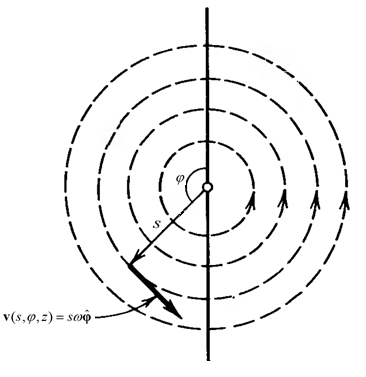 φ
s
v(s, φ, z) = sωφ̂